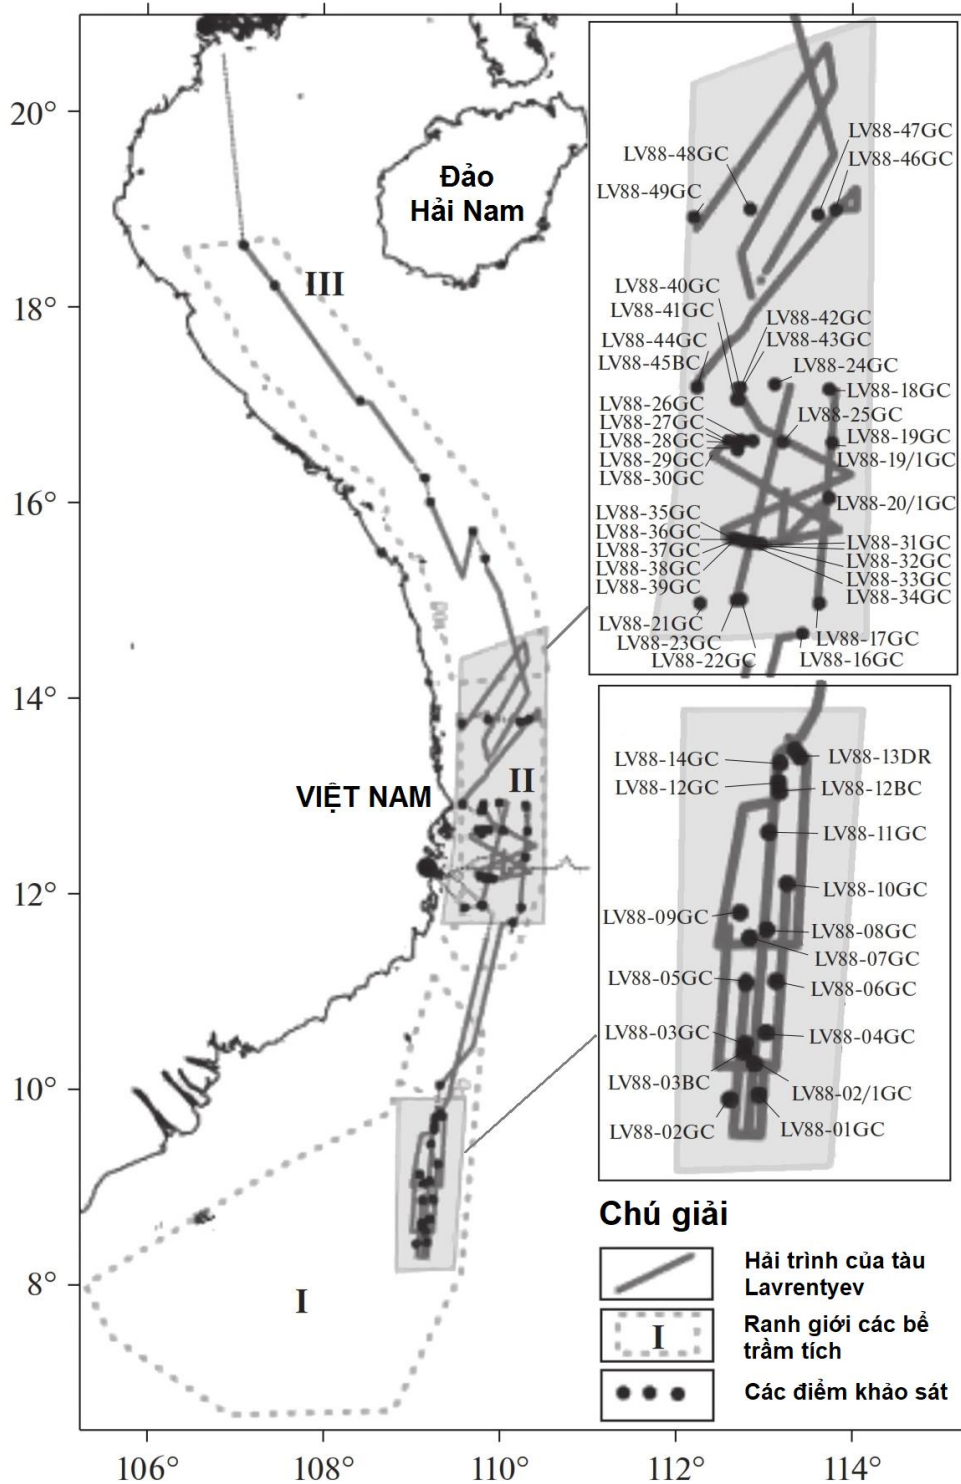 20°
18°
16°
14°
12°
10°
8°
106°
108°
110°
112°
114°
Đảo
Hải Nam
III
II
VIỆT NAM
I
LV88-47GC
LV88-48GC
LV88-46GC
LV88-49GC
LV88-40GC
LV88-41GC
LV88-42GC
LV88-44GC
LV88-43GC
LV88-45BC
LV88-24GC
LV88-18GC
LV88-26GC
LV88-25GC
LV88-27GC
LV88-28GC
LV88-19GC
LV88-29GC
LV88-19/1GC
LV88-30GC
LV88-20/1GC
LV88-35GC
LV88-36GC
LV88-31GC
LV88-37GC
LV88-32GC
LV88-38GC
LV88-33GC
LV88-39GC
LV88-34GC
LV88-21GC
LV88-17GC
LV88-23GC
LV88-22GC
LV88-16GC
LV88-14GC
LV88-13DR
LV88-12GC
LV88-12BC
LV88-11GC
LV88-10GC
LV88-09GC
LV88-08GC
LV88-07GC
LV88-05GC
LV88-06GC
LV88-03GC
LV88-04GC
LV88-03BC
LV88-02/1GC
LV88-02GC
LV88-01GC
Chú giải
Hải trình của tàu
Lavrentyev
I
Ranh giới các bể
trầm tích
Các điểm khảo sát